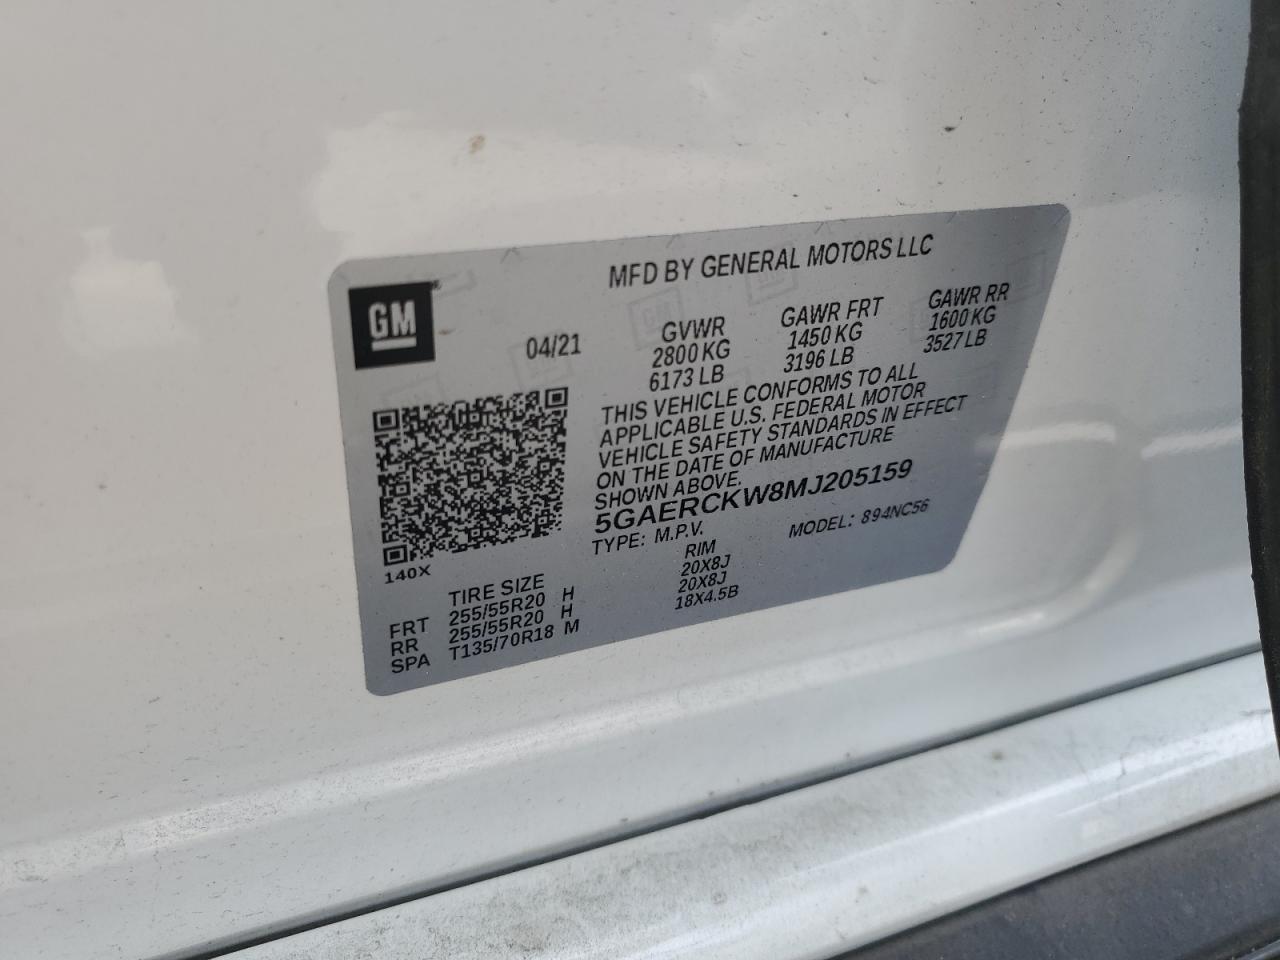 MFD BY GENERAL MOTORS LLC
GM
04/21
GVWR GAWR FRT GAWR RR
2800 KG 1450 KG 1600 KG
6173 LB 3196 LB 3527 LB
THIS VEHICLE CONFORMS TO ALL
APPLICABLE U.S. FEDERAL MOTOR
VEHICLE SAFETY STANDARDS IN EFFECT
ON THE DATE OF MANUFACTURE
SHOWN ABOVE.
5GAERCKW8MJ205159
TYPE: M.P.V. MODEL: 894NC56
140X
TIRE SIZE RIM
FRT 255/55R20 H 20X8J
RR 255/55R20 H 20X8J
SPA T135/70R18 M 18X4.5B